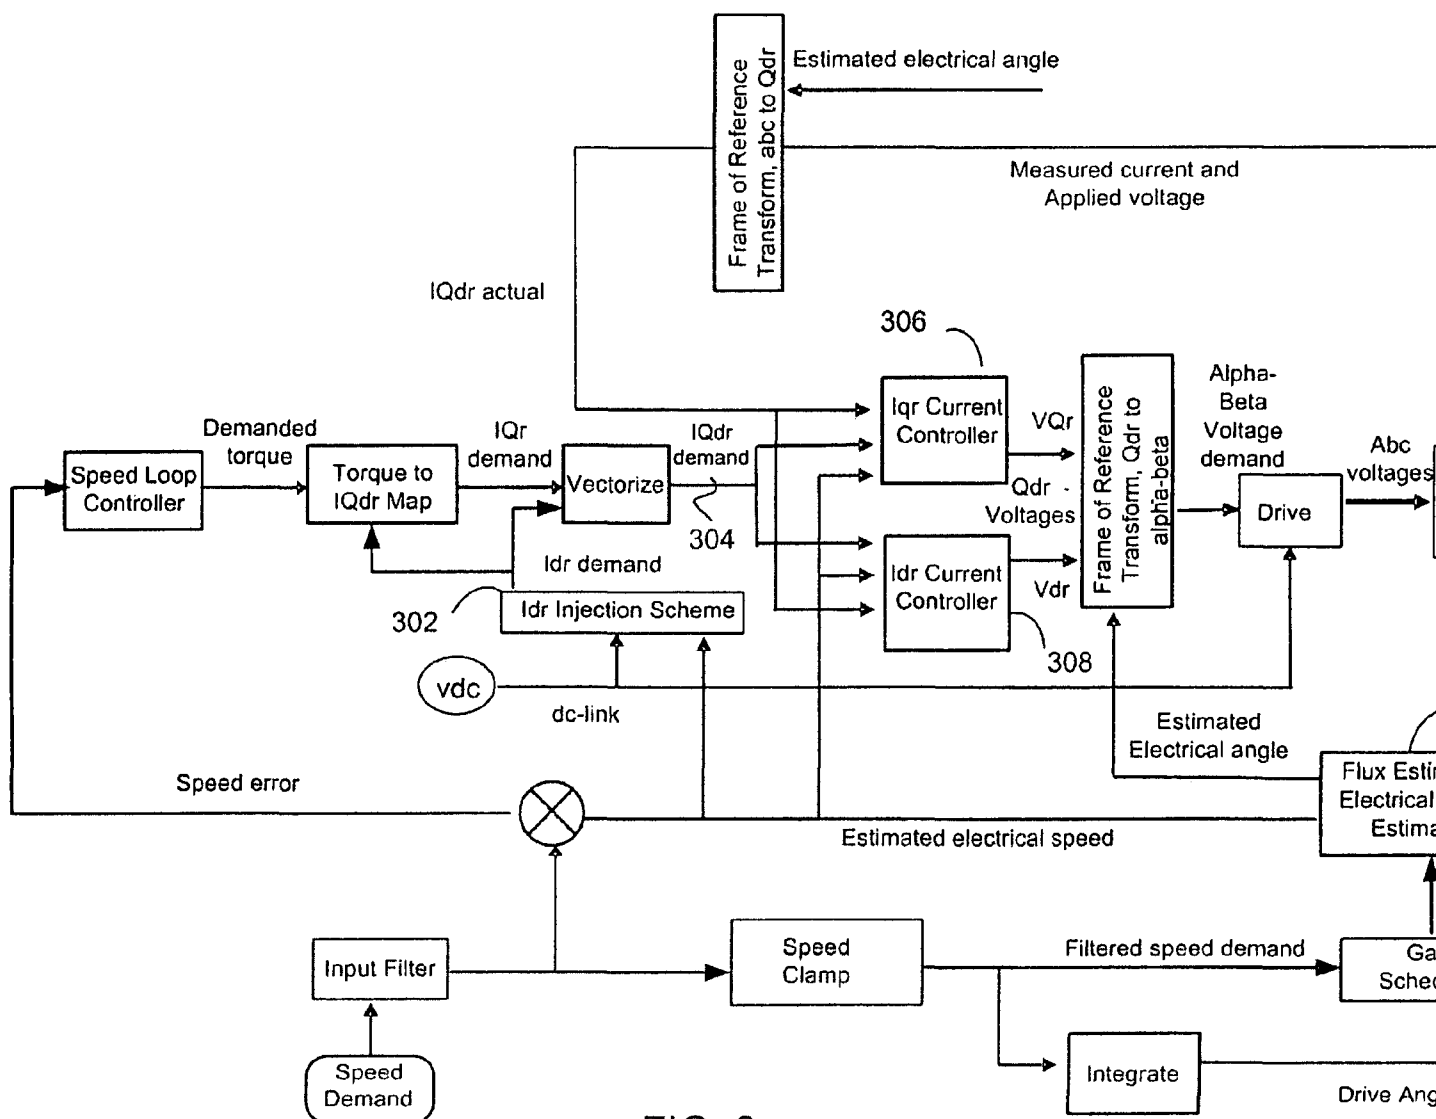 Estimated electrical angle
Frame of Reference
Transform, abc to Qdr
Measured current and
Applied voltage
IQdr actual
306
Iqr Current
Controller
VQr
Qdr -
Voltages
Frame of Reference
Transform, Qdr to
alpha-beta
Alpha-
Beta
Voltage
demand
Abc
voltages
Drive
Demanded
torque
Speed Loop
Controller
Torque to
IQdr Map
IQr
demand
Vectorize
IQdr
demand
304
Idr demand
302
Idr Injection Scheme
Idr Current
Controller
Vdr
308
vdc
dc-link
Estimated
Electrical angle
Speed error
Estimated electrical speed
Flux
Electrical
Input Filter
Speed
Clamp
Filtered speed demand
Speed
Demand
Integrate
Drive